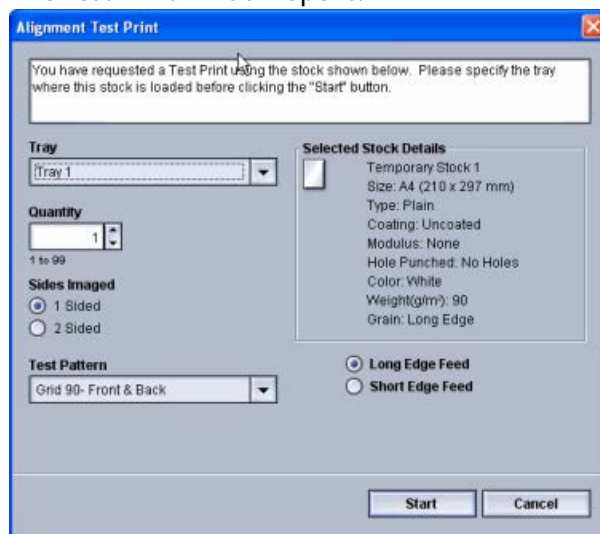 Alignment Test Print
You have requested a Test Print using the stock shown below. Please specify the tray
where this stock is loaded before clicking the "Start" button.
Tray
Tray 1
Quantity
1
1 to 99
Sides Imaged
1 Sided
2 Sided
Test Pattern
Grid 90- Front & Back
Selected Stock Details
Temporary Stock 1
Size: A4 (210 x 297 mm)
Type: Plain
Coating: Uncoated
Modulus: None
Hole Punched: No Holes
Color: White
Weight(g/m²): 90
Grain: Long Edge
Long Edge Feed
Short Edge Feed
Start
Cancel